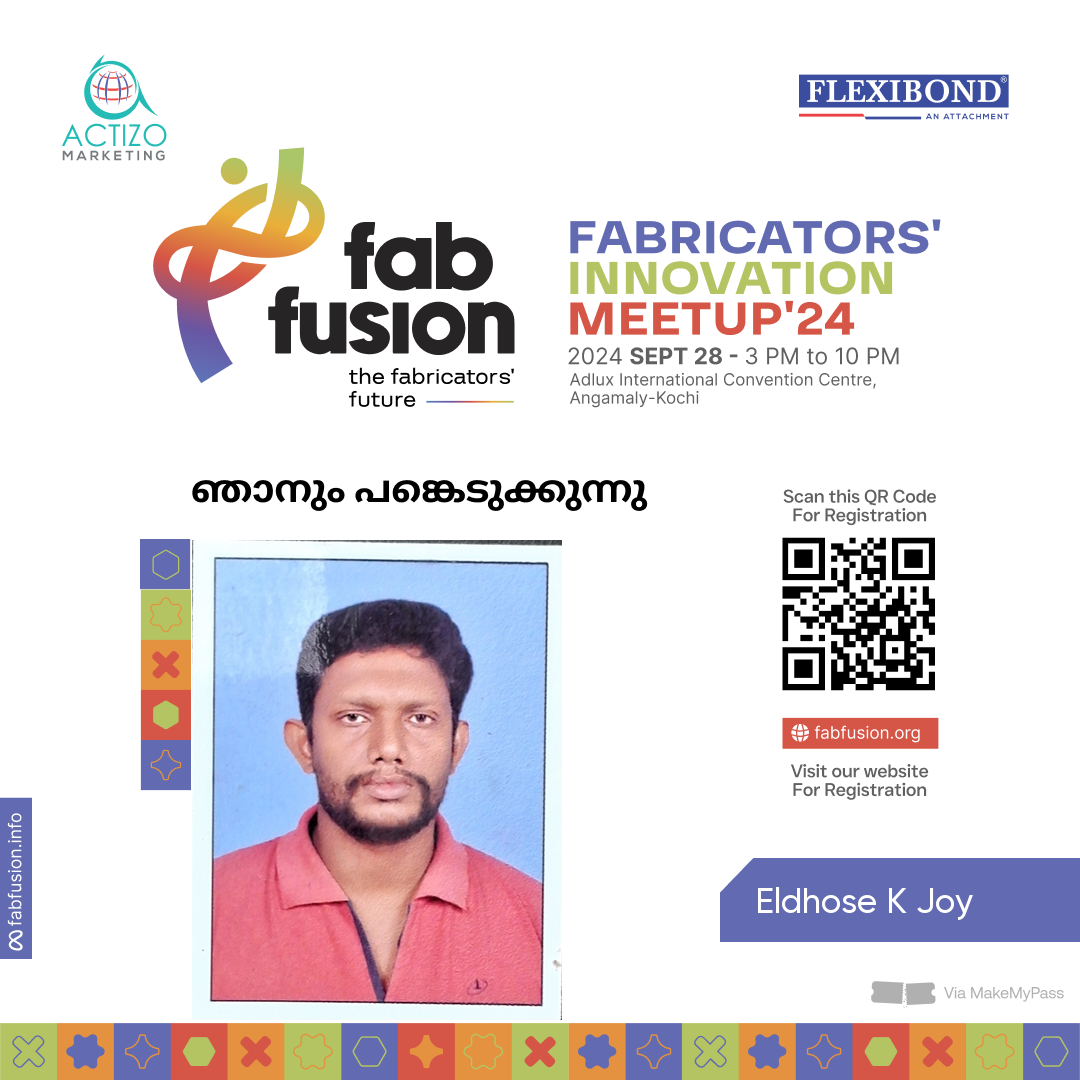 ACTIZO
MARKETING
FLEXIBOND®
AN ATTACHMENT
fab
fusion
the fabricators'
future
FABRICATORS'
INNOVATION
MEETUP'24
2024 SEPT 28 - 3 PM to 10 PM
Adlux International Convention Centre,
Angamaly-Kochi
ഞാനും പങ്കെടുക്കുന്നു
Scan this QR Code
For Registration
fabfusion.org
Visit our website
For Registration
fabfusion.info
Eldhose K Joy
Via MakeMyPass